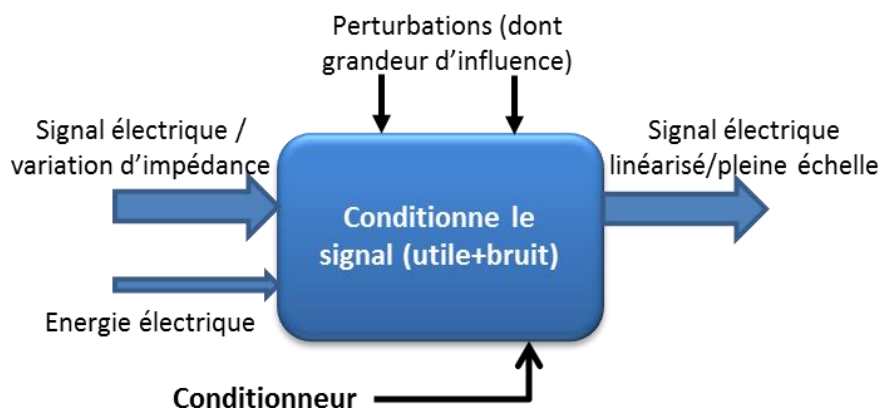 Perturbations (dont
grandeur d’influence)
Signal électrique /
variation d’impédance
Signal électrique
linéarisé/pleine échelle
Conditionne le
signal (utile+bruit)
Energie électrique
Conditionneur